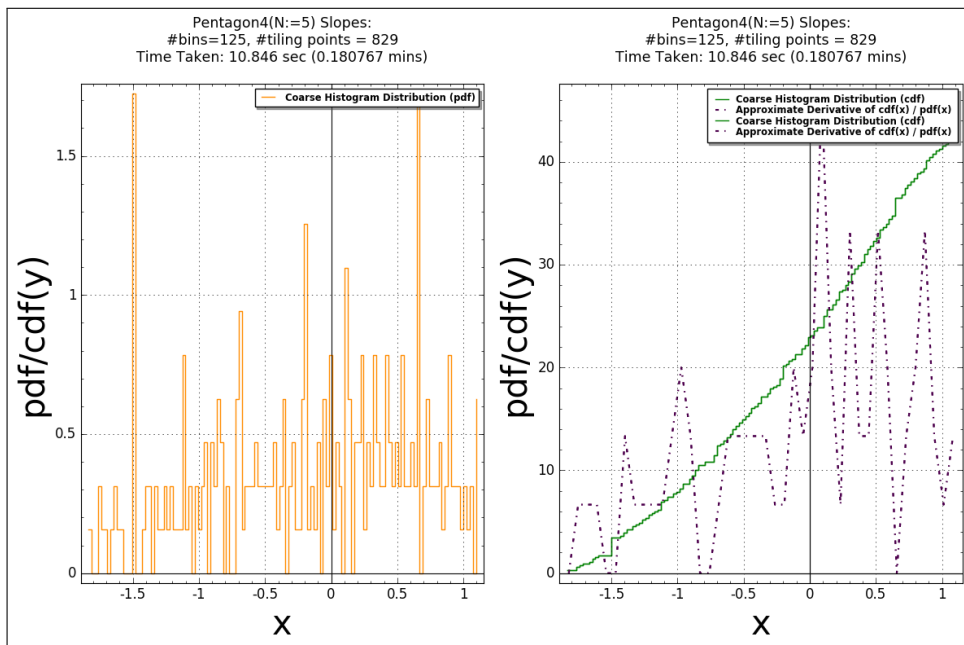 Pentagon4(N:=5) Slopes:
#bins=125, #tiling points = 829
Time Taken: 10.846 sec (0.180767 mins)
Coarse Histogram Distribution (pdf)
1.5
1
0.5
0
-1.5
-1
-0.5
0
0.5
1
pdf/cdf(y)
x
Pentagon4(N:=5) Slopes:
#bins=125, #tiling points = 829
Time Taken: 10.846 sec (0.180767 mins)
Coarse Histogram Distribution (cdf)
Approximate Derivative of cdf(x) / pdf(x)
Coarse Histogram Distribution (cdf)
Approximate Derivative of cdf(x) / pdf(x)
40
30
20
10
0
-1.5
-1
-0.5
0
0.5
1
pdf/cdf(y)
x